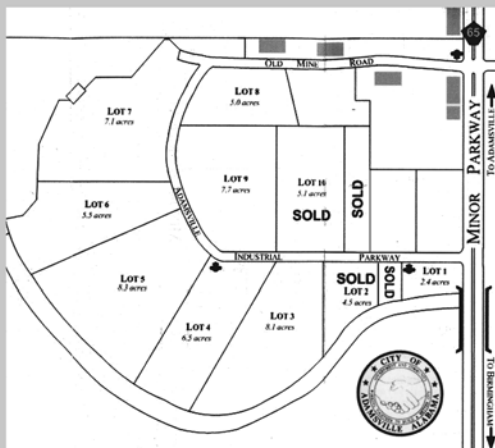 65
OLD MINE ROAD
LOT 8
5.0 acres
LOT 7
7.1 acres
TO ADAMSVILLE
MINOR PARKWAY
LOT 9
7.7 acres
LOT 10
5.1 acres
SOLD
SOLD
LOT 6
5.5 acres
ADAMSVILLE
INDUSTRIAL PARKWAY
LOT 5
8.3 acres
SOLD
LOT 2
4.5 acres
SOLD
LOT 1
2.4 acres
LOT 4
6.5 acres
LOT 3
8.1 acres
CITY OF
ADAMSVILLE ALABAMA
TO BIRMINGHAM